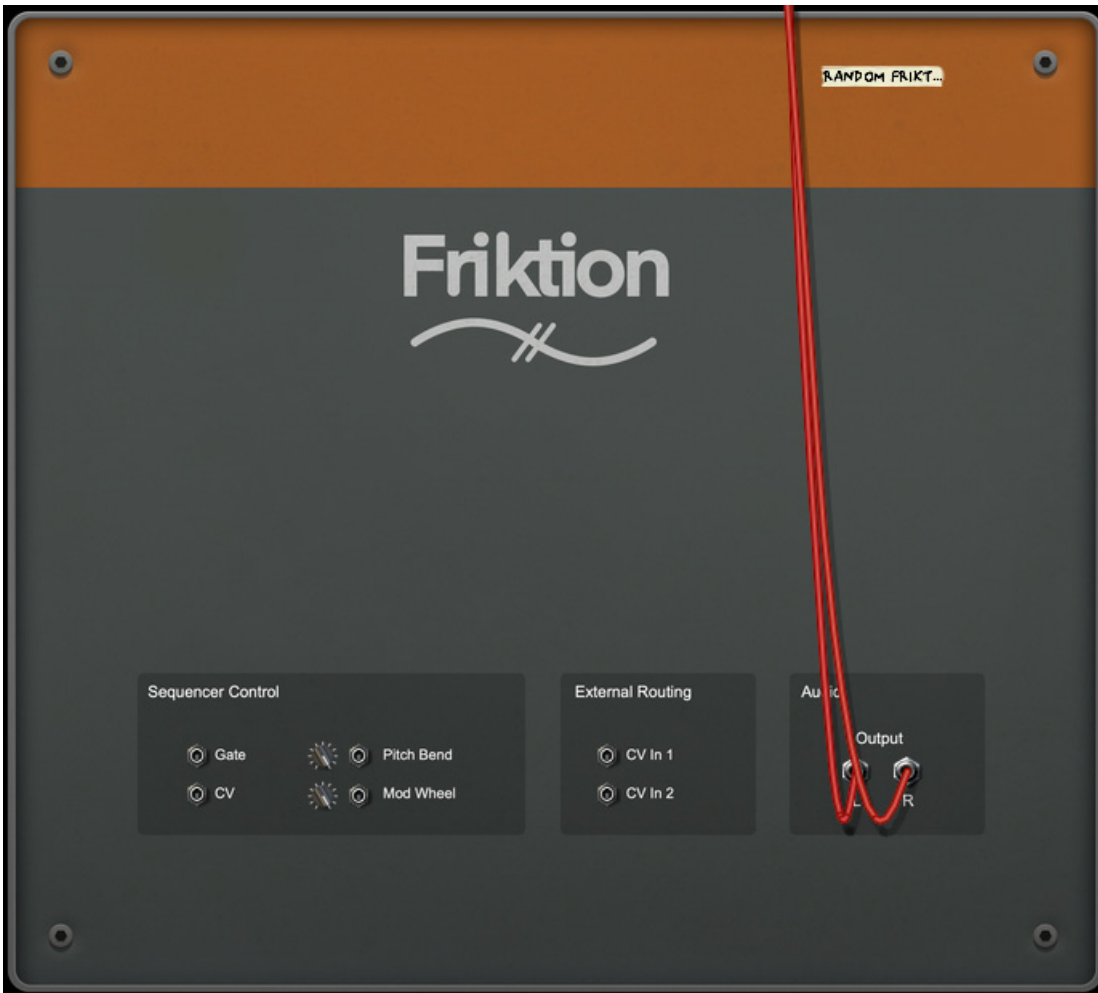 RANDOM FRIKT...
Friktion
Sequencer Control
Gate
Pitch Bend
CV
Mod Wheel
External Routing
CV In 1
CV In 2
Audio
Output
L
R